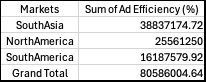 Markets Sum of Ad Efficiency (%)
SouthAsia 38837174.72
NorthAmerica 25561250
SouthAmerica 16187579.92
Grand Total 80586004.64